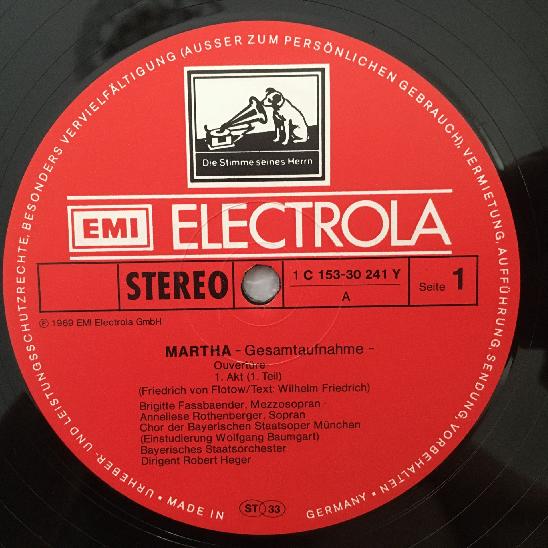 URHEBER- UND LEISTUNGSSCHUTZRECHTE, BESONDERS VERVIELFÄLTIGUNG (AUSSER ZUM PERSÖNLICHEN GEBRAUCH), VERMIETUNG, AUFFÜHRUNG, SENDUNG, VORBEHALTEN •
Die Stimme seines Herrn
EMI ELECTROLA
STEREO
1 C 153-30 241 Y
A
Seite 1
℗ 1969 EMI Electrola GmbH
MARTHA - Gesamtaufnahme -
Ouvertüre
1. Akt (1. Teil)
(Friedrich von Flotow/Text: Wilhelm Friedrich)
Brigitte Fassbaender, Mezzosopran -
Anneliese Rothenberger, Sopran
Chor der Bayerischen Staatsoper München
(Einstudierung Wolfgang Baumgart)
Bayerisches Staatsorchester
Dirigent Robert Heger
• MADE IN GERMANY •
ST 33